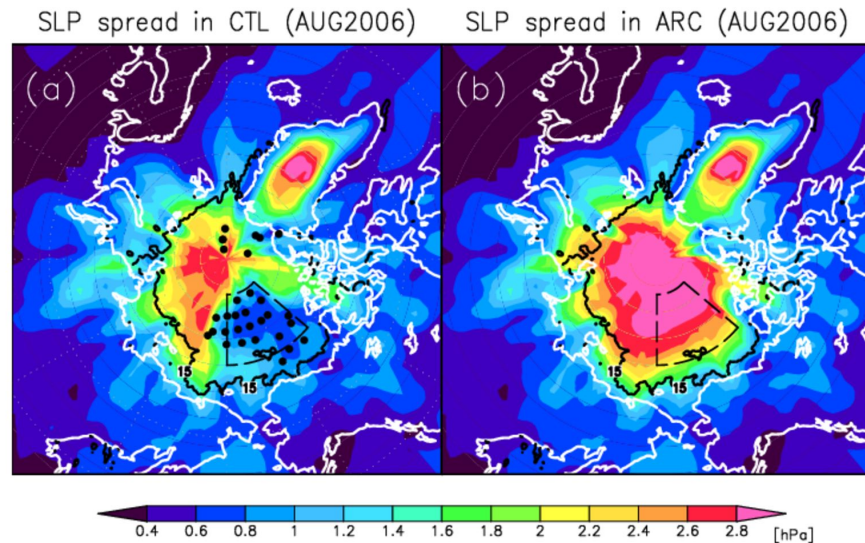 SLP spread in CTL (AUG2006) SLP spread in ARC (AUG2006)
(a) (b)
15 15 15
0.4 0.6 0.8 1 1.2 1.4 1.6 1.8 2 2.2 2.4 2.6 2.8 [hPa]